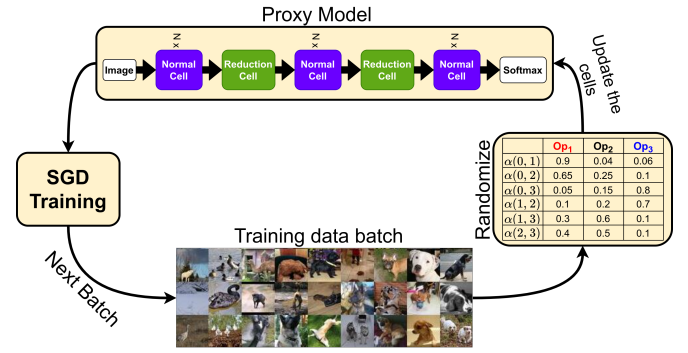 Proxy Model
N x
N x
N x
Image
Normal
Cell
Reduction
Cell
Normal
Cell
Reduction
Cell
Normal
Cell
Softmax
Update the
cells
SGD
Training
Randomize
Op1 Op2 Op3
α(0, 1) 0.9 0.04 0.06
α(0, 2) 0.65 0.25 0.1
α(0, 3) 0.05 0.15 0.8
α(1, 2) 0.1 0.2 0.7
α(1, 3) 0.3 0.6 0.1
α(2, 3) 0.4 0.5 0.1
Training data batch
Next Batch